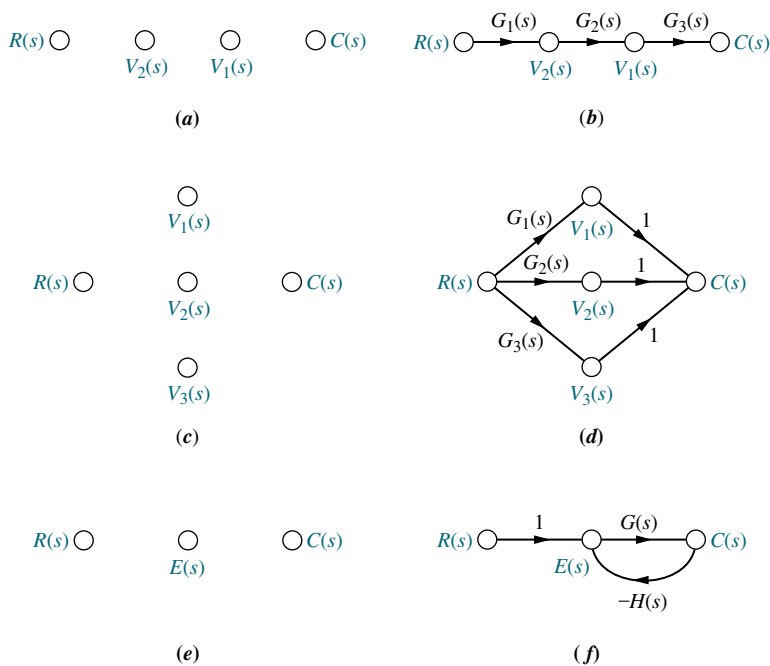 R(s) V₂(s) V₁(s) C(s)
(a)
R(s) G₁(s) V₂(s) G₂(s) V₁(s) G₃(s) C(s)
(b)
V₁(s)
R(s) V₂(s) C(s)
V₃(s)
(c)
G₁(s) V₁(s) 1
R(s) G₂(s) V₂(s) 1 C(s)
G₃(s) V₃(s) 1
(d)
R(s) E(s) C(s)
(e)
R(s) 1 E(s) G(s) C(s)
−H(s)
(f)